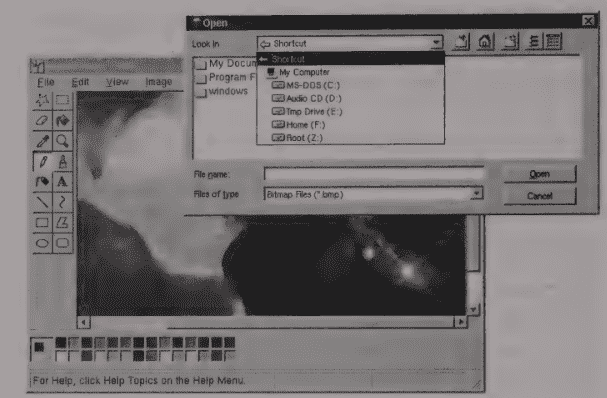 Open
Look in
Shortcut
Shortcut
My Computer
MS-DOS (C:)
Audio CD (D:)
Tmp Drive (E:)
Home (F:)
Root (Z:)
My Docum
Program F
windows
File name:
Open
Files of type
Bitmap Files (*.bmp)
Cancel
File Edit View Image
A
For Help, click Help Topics on the Help Menu.